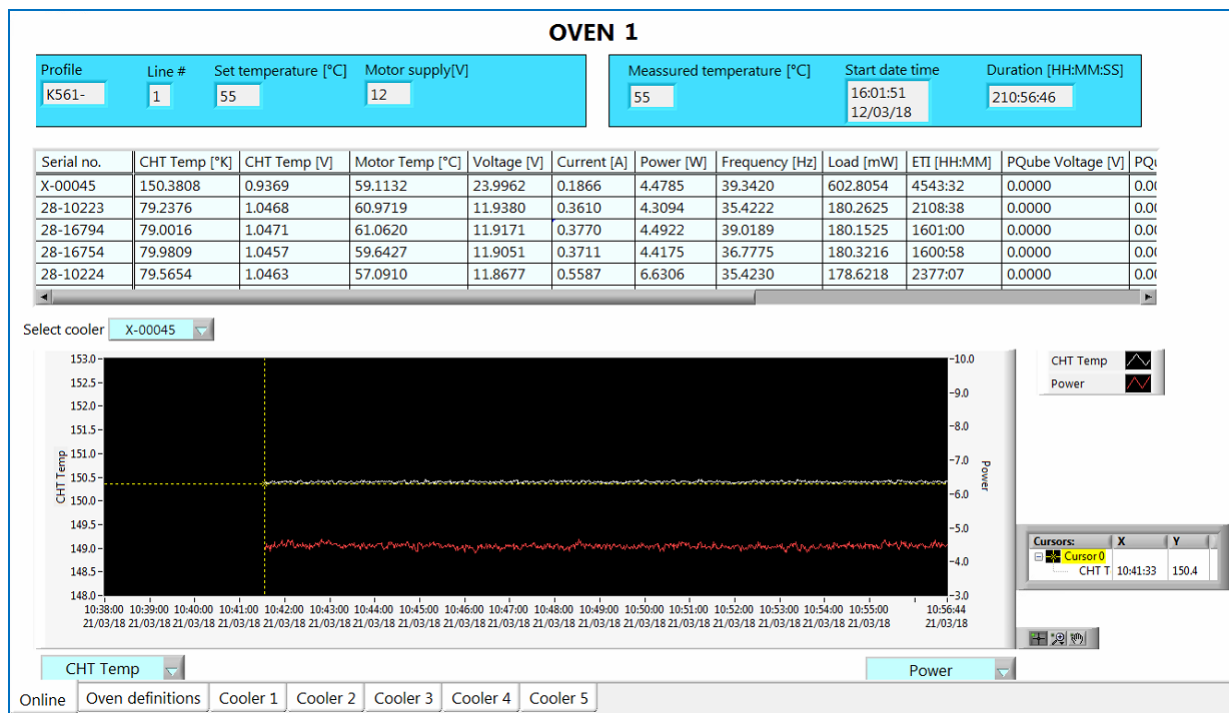 OVEN 1
Profile Line # Set temperature [°C] Motor supply[V]
K561- 1 55 12
Meassured temperature [°C] Start date time Duration [HH:MM:SS]
55 16:01:51 210:56:46
12/03/18
Serial no. CHT Temp [°K] CHT Temp [V] Motor Temp [°C] Voltage [V] Current [A] Power [W] Frequency [Hz] Load [mW] ETI [HH:MM] PQube Voltage [V]
X-00045 150.3808 0.9369 59.1132 23.9962 0.1866 4.4785 39.3420 602.8054 4543:32 0.0000
28-10223 79.2376 1.0468 60.9719 11.9380 0.3610 4.3094 35.4222 180.2625 2108:38 0.0000
28-16794 79.0016 1.0471 61.0620 11.9171 0.3770 4.4922 39.0189 180.1525 1601:00 0.0000
28-16754 79.9809 1.0457 59.6427 11.9051 0.3711 4.4175 36.7775 180.3216 1600:58 0.0000
28-10224 79.5654 1.0463 57.0910 11.8677 0.5587 6.6306 35.4230 178.6218 2377:07 0.0000
Select cooler X-00045
153.0
152.5
152.0
151.5
151.0
150.5
150.0
149.5
149.0
148.5
148.0
CHT Temp
10.0
9.0
8.0
7.0
6.0
5.0
4.0
3.0
Power
CHT Temp
Power
Cursors: X Y
Cursor 0
CHT T 10:41:33 150.4
10:38:00 10:39:00 10:40:00 10:41:00 10:42:00 10:43:00 10:44:00 10:45:00 10:46:00 10:47:00 10:48:00 10:49:00 10:50:00 10:51:00 10:52:00 10:53:00 10:54:00 10:55:00 10:56:44
21/03/18 21/03/18 21/03/18 21/03/18 21/03/18 21/03/18 21/03/18 21/03/18 21/03/18 21/03/18 21/03/18 21/03/18 21/03/18 21/03/18 21/03/18 21/03/18 21/03/18 21/03/18 21/03/18
CHT Temp Power
Online Oven definitions Cooler 1 Cooler 2 Cooler 3 Cooler 4 Cooler 5